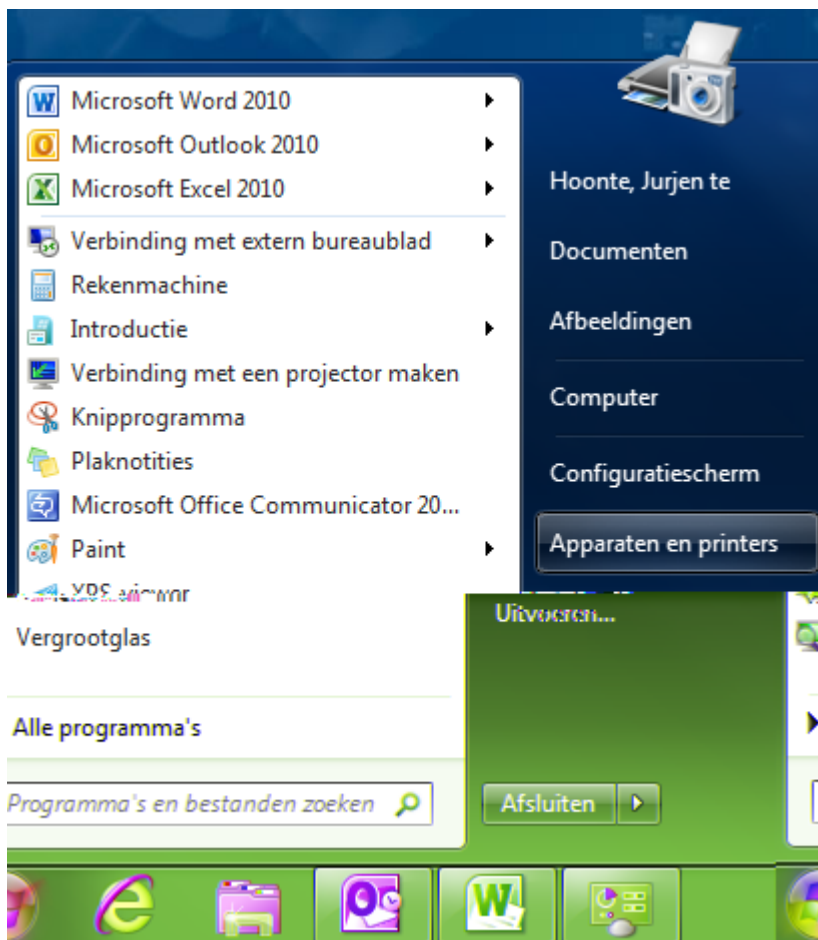 Microsoft Word 2010
Microsoft Outlook 2010
Microsoft Excel 2010
Verbinding met extern bureaublad
Rekenmachine
Introductie
Verbinding met een projector maken
Knipprogramma
Plaknotities
Microsoft Office Communicator 20...
Paint
XPS
Vergrootglas
Alle programma's
Programma's en bestanden zoeken
Hoonte, Jurjen te
Documenten
Afbeeldingen
Computer
Configuratiescherm
Apparaten en printers
Uitvoeren...
Afsluiten